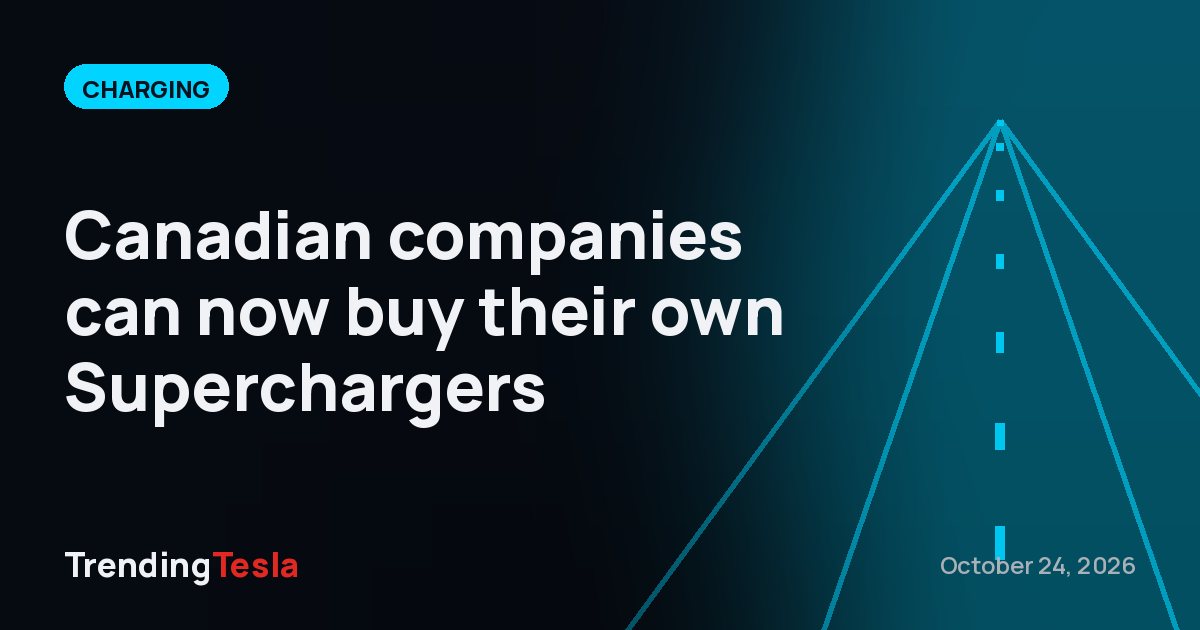 CHARGING
Canadian companies
can now buy their own
Superchargers
TrendingTesla
October 24, 2026